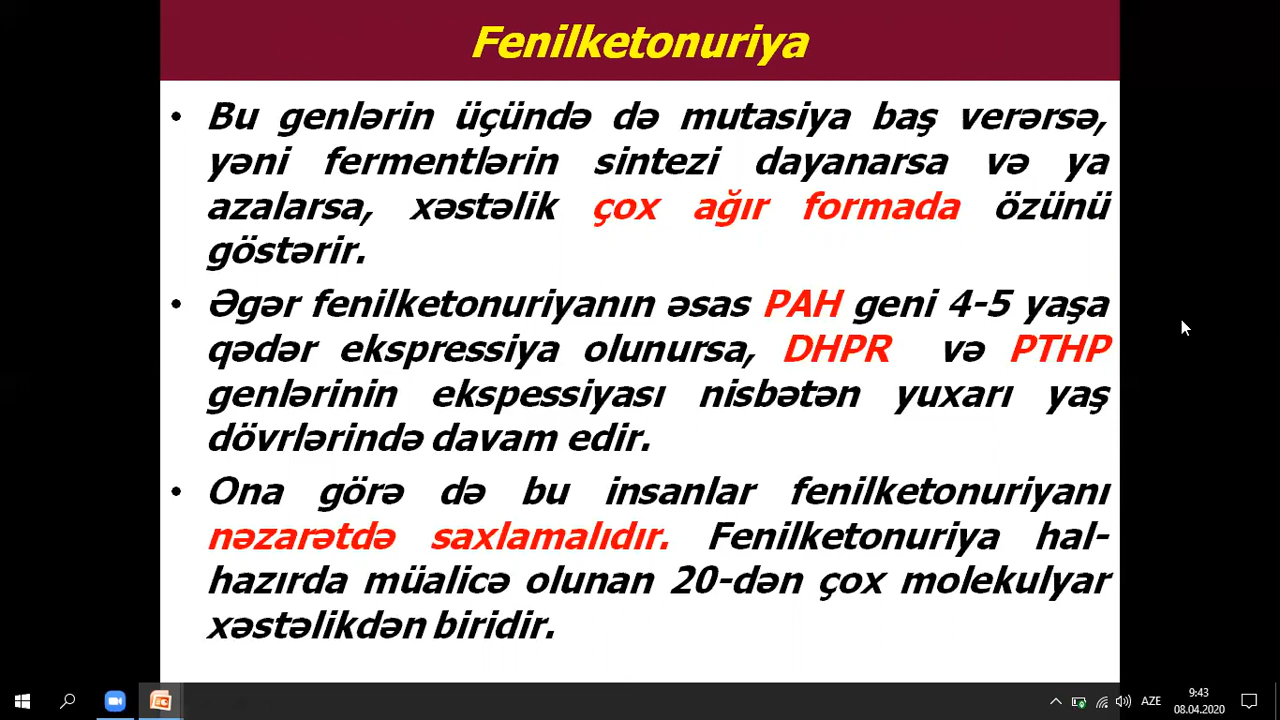 Fenilketonuriya
• Bu genlərin üçündə də mutasiya baş verərsə,
yəni fermentlərin sintezi dayanarsa və ya
azalarsa, xəstəlik çox ağır formada özünü
göstərir.
• Əgər fenilketonuriyanın əsas PAH geni 4-5 yaşa
qədər ekspressiya olunursa, DHPR və PTHP
genlərinin ekspessiyası nisbətən yuxarı yaş
dövrlərində davam edir.
• Ona görə də bu insanlar fenilketonuriyanı
nəzarətdə saxlamalıdır. Fenilketonuriya hal-
hazırda müalicə olunan 20-dən çox molekulyar
xəstəlikdən biridir.
AZE
9:43
08.04.2020